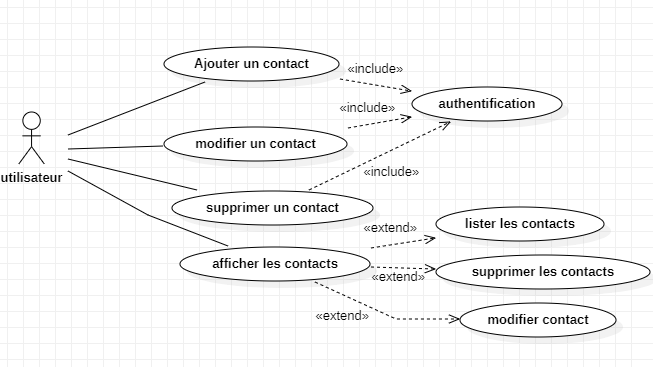 Ajouter un contact
«include»
authentification
«include»
modifier un contact
«include»
utilisateur
supprimer un contact
lister les contacts
«extend»
afficher les contacts
supprimer les contacts
«extend»
«extend»
modifier contact